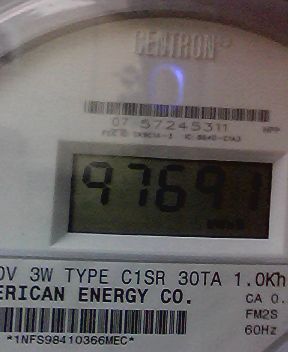 CENTRON®
07 57245311
97691
0V 3W TYPE C1SR 30TA 1.0Kh
ERICAN ENERGY CO. CA 0.
FM2S
*1NFS98410366MEC* 60Hz